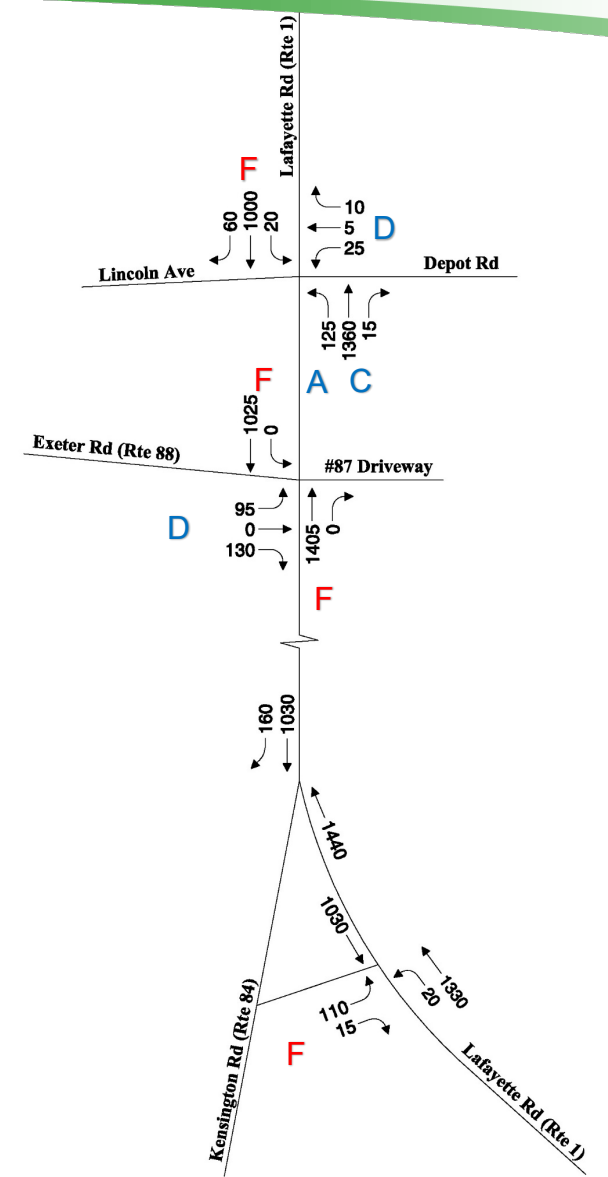 Lafayette Rd (Rte 1)
F
60 1000 20
10
5 D
25
Lincoln Ave
Depot Rd
125 1360 15
F A C
1025 0
Exeter Rd (Rte 88)
#87 Driveway
95
D 0
130
1405 0
F
160 1030
1440
1030
1330
20
110
15
F
Kensington Rd (Rte 84)
Lafayette Rd (Rte 1)